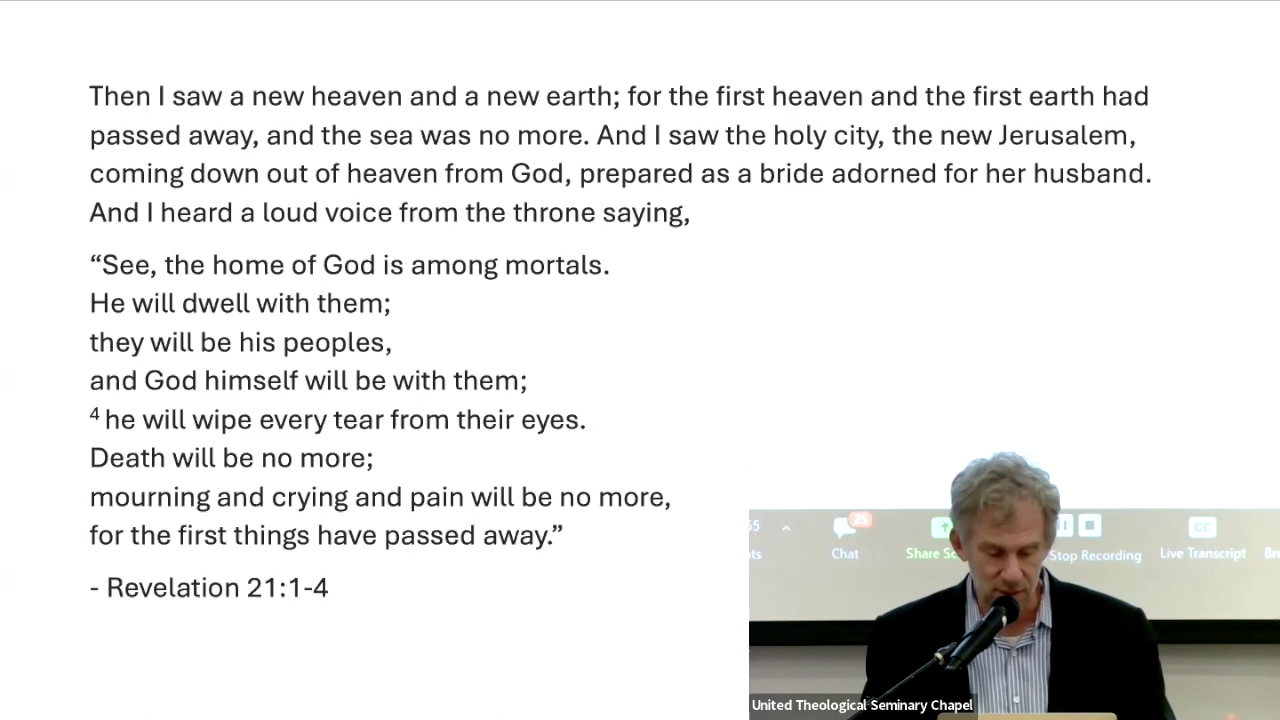 Then I saw a new heaven and a new earth; for the first heaven and the first earth had
passed away, and the sea was no more. And I saw the holy city, the new Jerusalem,
coming down out of heaven from God, prepared as a bride adorned for her husband.
And I heard a loud voice from the throne saying,
“See, the home of God is among mortals.
He will dwell with them;
they will be his peoples,
and God himself will be with them;
4 he will wipe every tear from their eyes.
Death will be no more;
mourning and crying and pain will be no more,
for the first things have passed away.”
- Revelation 21:1-4
25
Chat
Share
Stop Recording
CC
Live Transcript
United Theological Seminary Chapel